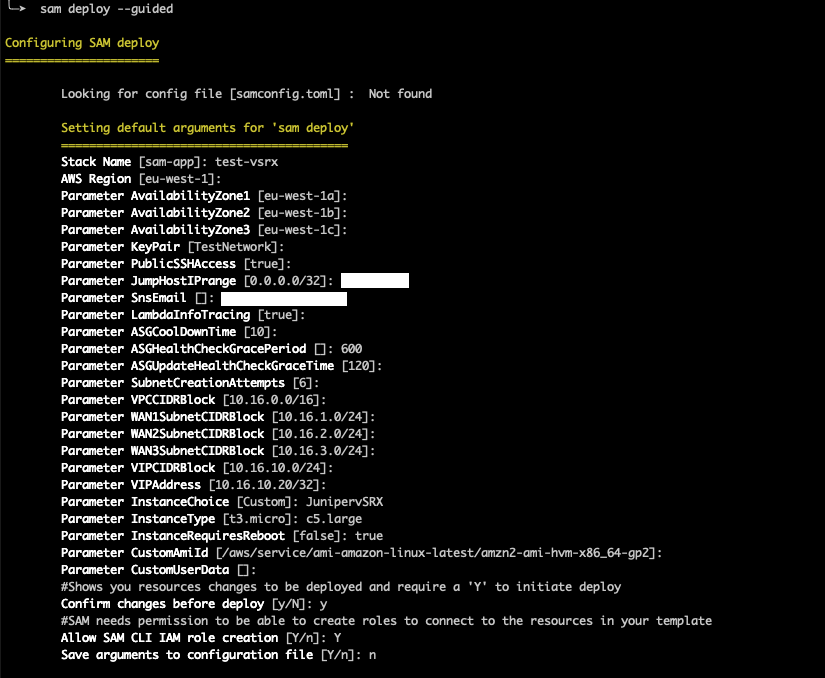 └─➤ sam deploy --guided
Configuring SAM deploy
======================
Looking for config file [samconfig.toml] :  Not found
Setting default arguments for 'sam deploy'
=========================================
Stack Name [sam-app]: test-vsrx
AWS Region [eu-west-1]:
Parameter AvailabilityZone1 [eu-west-1a]:
Parameter AvailabilityZone2 [eu-west-1b]:
Parameter AvailabilityZone3 [eu-west-1c]:
Parameter KeyPair [TestNetwork]:
Parameter PublicSSHAccess [true]:
Parameter JumpHostIPrange [0.0.0.0/32]:
Parameter SnsEmail []:
Parameter LambdaInfoTracing [true]:
Parameter ASGCoolDownTime [10]:
Parameter ASGHealthCheckGracePeriod []: 600
Parameter ASGUpdateHealthCheckGraceTime [120]:
Parameter SubnetCreationAttempts [6]:
Parameter VPCCIDRBlock [10.16.0.0/16]:
Parameter WAN1SubnetCIDRBlock [10.16.1.0/24]:
Parameter WAN2SubnetCIDRBlock [10.16.2.0/24]:
Parameter WAN3SubnetCIDRBlock [10.16.3.0/24]:
Parameter VIPCIDRBlock [10.16.10.0/24]:
Parameter VIPAddress [10.16.10.20/32]:
Parameter InstanceChoice [Custom]: JunipervSRX
Parameter InstanceType [t3.micro]: c5.large
Parameter InstanceRequiresReboot [false]: true
Parameter CustomAmiId [/aws/service/ami-amazon-linux-latest/amzn2-ami-hvm-x86_64-gp2]:
Parameter CustomUserData []:
#Shows you resources changes to be deployed and require a 'Y' to initiate deploy
Confirm changes before deploy [y/N]: y
#SAM needs permission to be able to create roles to connect to the resources in your template
Allow SAM CLI IAM role creation [Y/n]: Y
Save arguments to configuration file [Y/n]: n